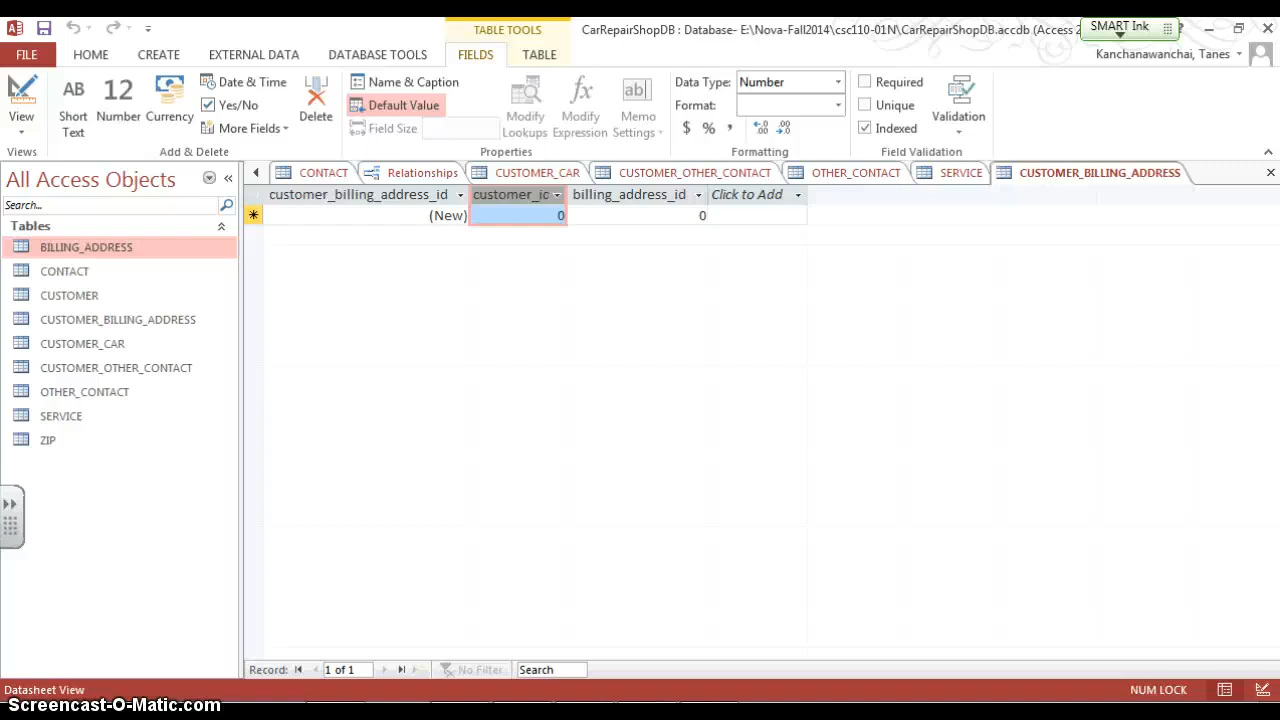 TABLE TOOLS
CarRepairShopDB : Database- E:\Nova-Fall2014\csc110-01N\CarRepairShopDB.accdb (Access 2
SMART Ink
?
FILE HOME CREATE EXTERNAL DATA DATABASE TOOLS FIELDS TABLE
Kanchanawanchai, Tanes
View
Views
AB
Short
Text
12
Number
Currency
Date & Time
Yes/No
More Fields
Delete
Add & Delete
Name & Caption
Default Value
Field Size
Modify
Lookups
fx
Modify
Expression
ab|
Memo
Settings
Properties
Data Type: Number
Format:
$ % , .00 .00
Formatting
Required
Unique
Indexed
Validation
Field Validation
CONTACT Relationships CUSTOMER_CAR CUSTOMER_OTHER_CONTACT OTHER_CONTACT SERVICE CUSTOMER_BILLING_ADDRESS
All Access Objects
Search...
Tables
BILLING_ADDRESS
CONTACT
CUSTOMER
CUSTOMER_BILLING_ADDRESS
CUSTOMER_CAR
CUSTOMER_OTHER_CONTACT
OTHER_CONTACT
SERVICE
ZIP
customer_billing_address_id customer_ic billing_address_id Click to Add
(New) 0 0
Record: 1 of 1 No Filter Search
Datasheet View NUM LOCK
Screencast-O-Matic.com